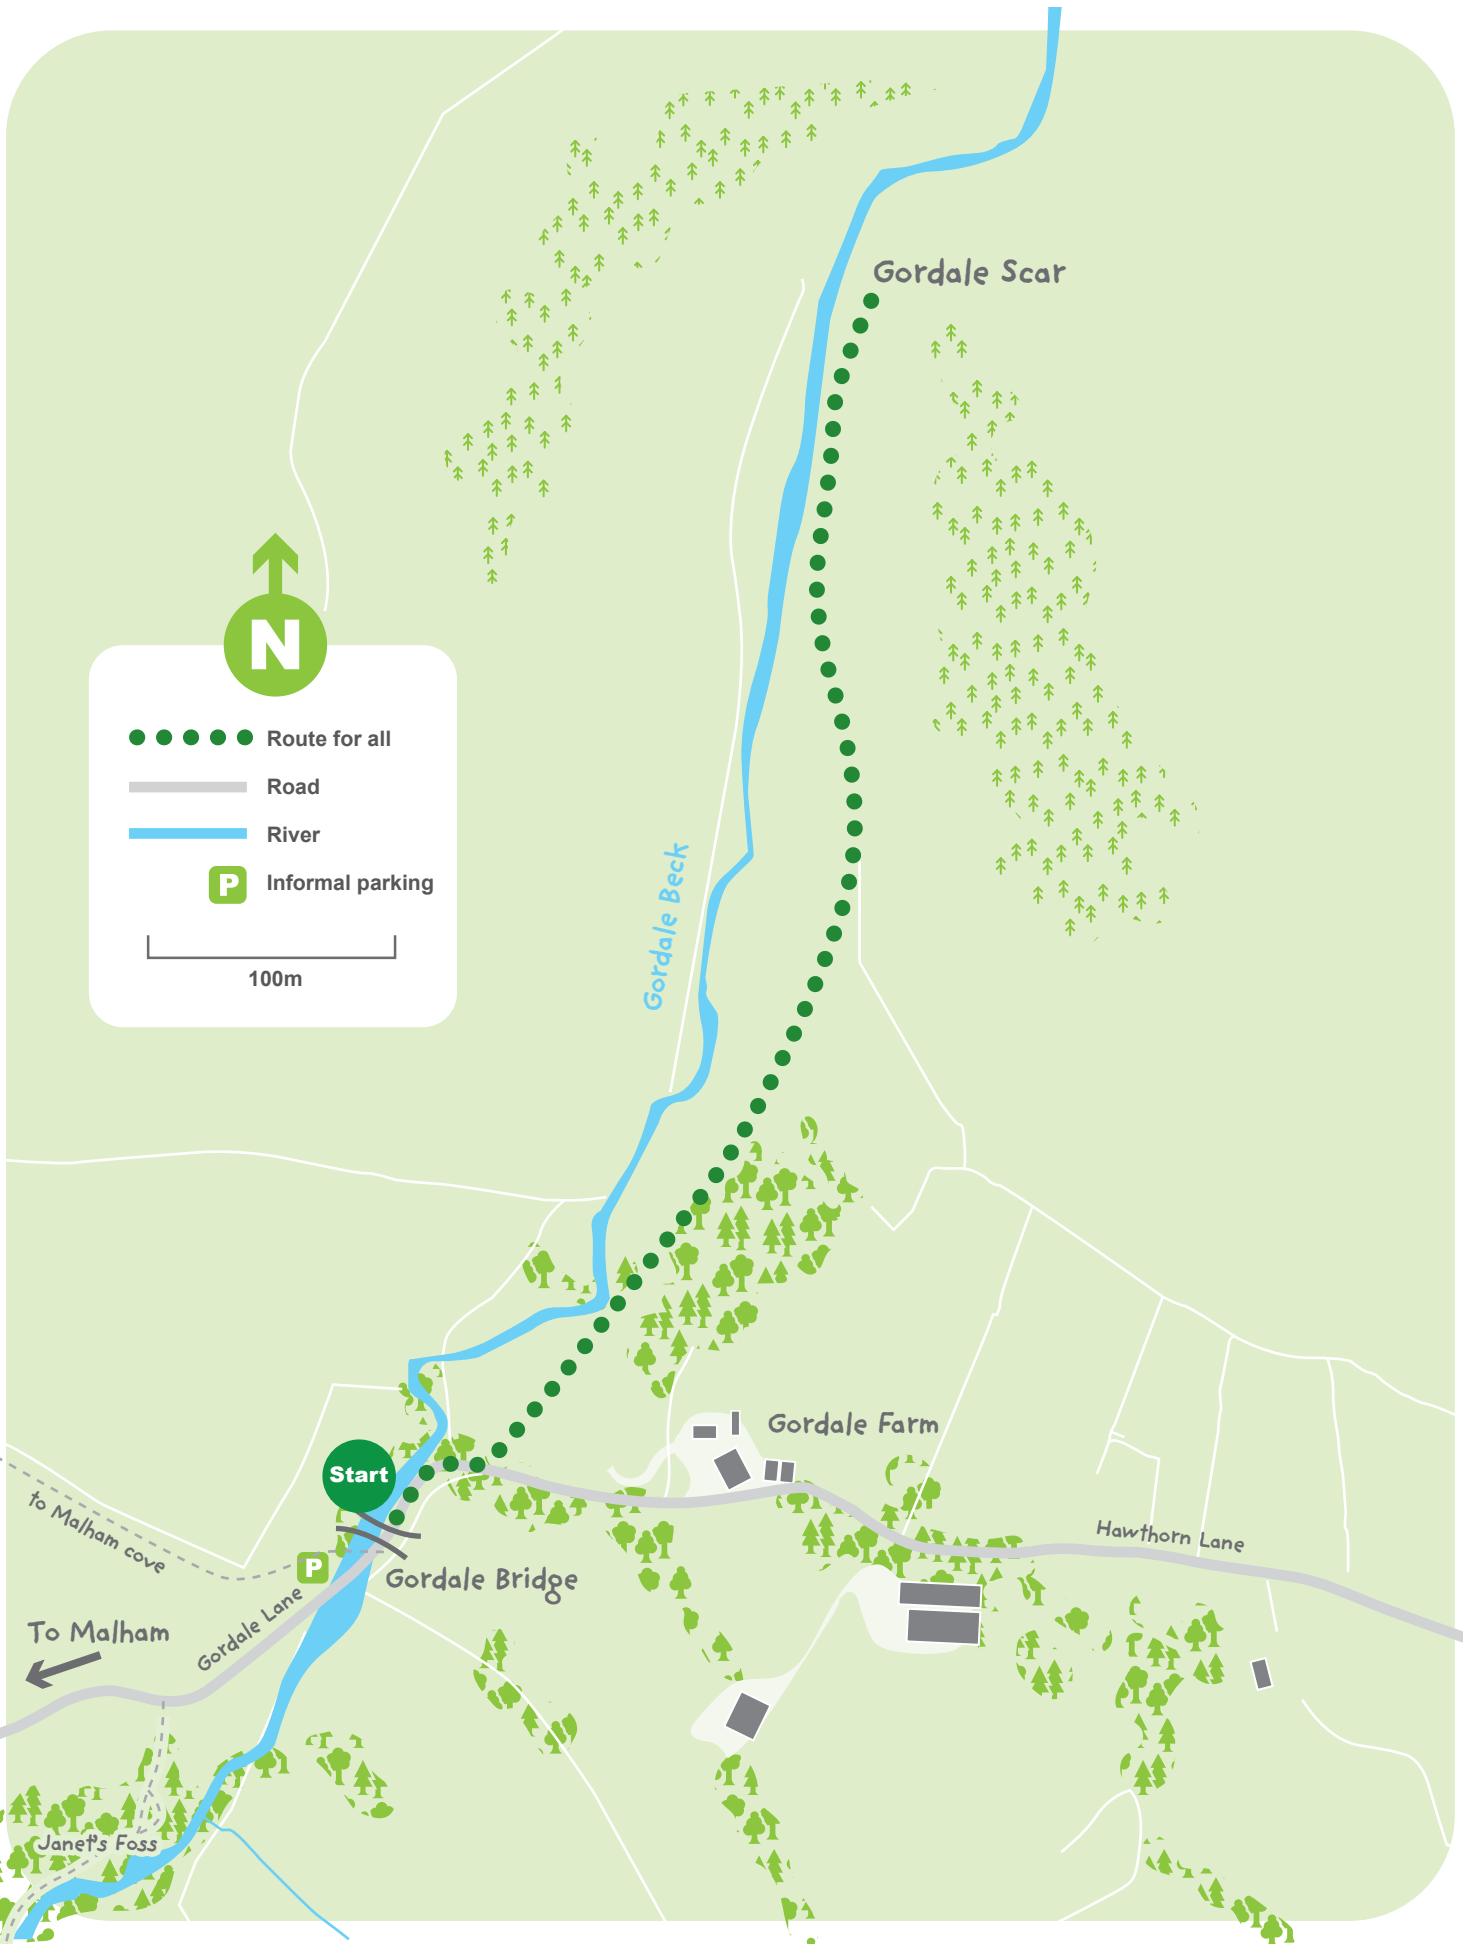 Gordale Scar
N
Route for all
Road
River
P Informal parking
100m
Gordale Beck
Gordale Farm
Start
to Malham cove
Hawthorn Lane
P
Gordale Bridge
Gordale Lane
To Malham
Janet's Foss